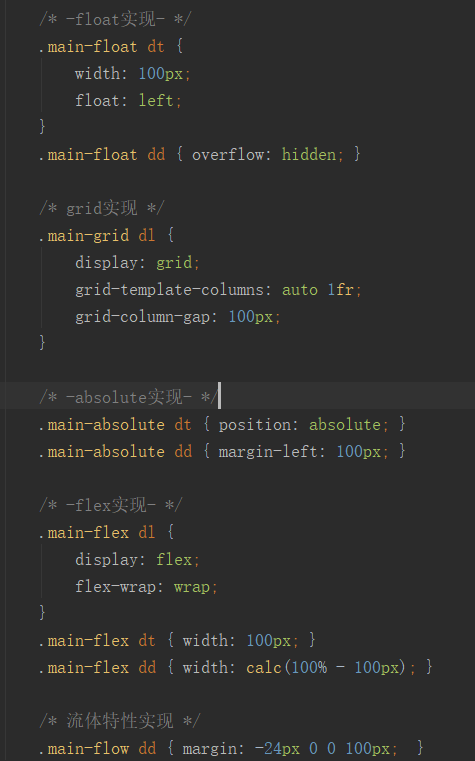 /* -float实现- */
.main-float dt {
width: 100px;
float: left;
}
.main-float dd { overflow: hidden; }
/* grid实现 */
.main-grid dl {
display: grid;
grid-template-columns: auto 1fr;
grid-column-gap: 100px;
}
/* -absolute实现- */
.main-absolute dt { position: absolute; }
.main-absolute dd { margin-left: 100px; }
/* -flex实现- */
.main-flex dl {
display: flex;
flex-wrap: wrap;
}
.main-flex dt { width: 100px; }
.main-flex dd { width: calc(100% - 100px); }
/* 流体特性实现 */
.main-flow dd { margin: -24px 0 0 100px;  }